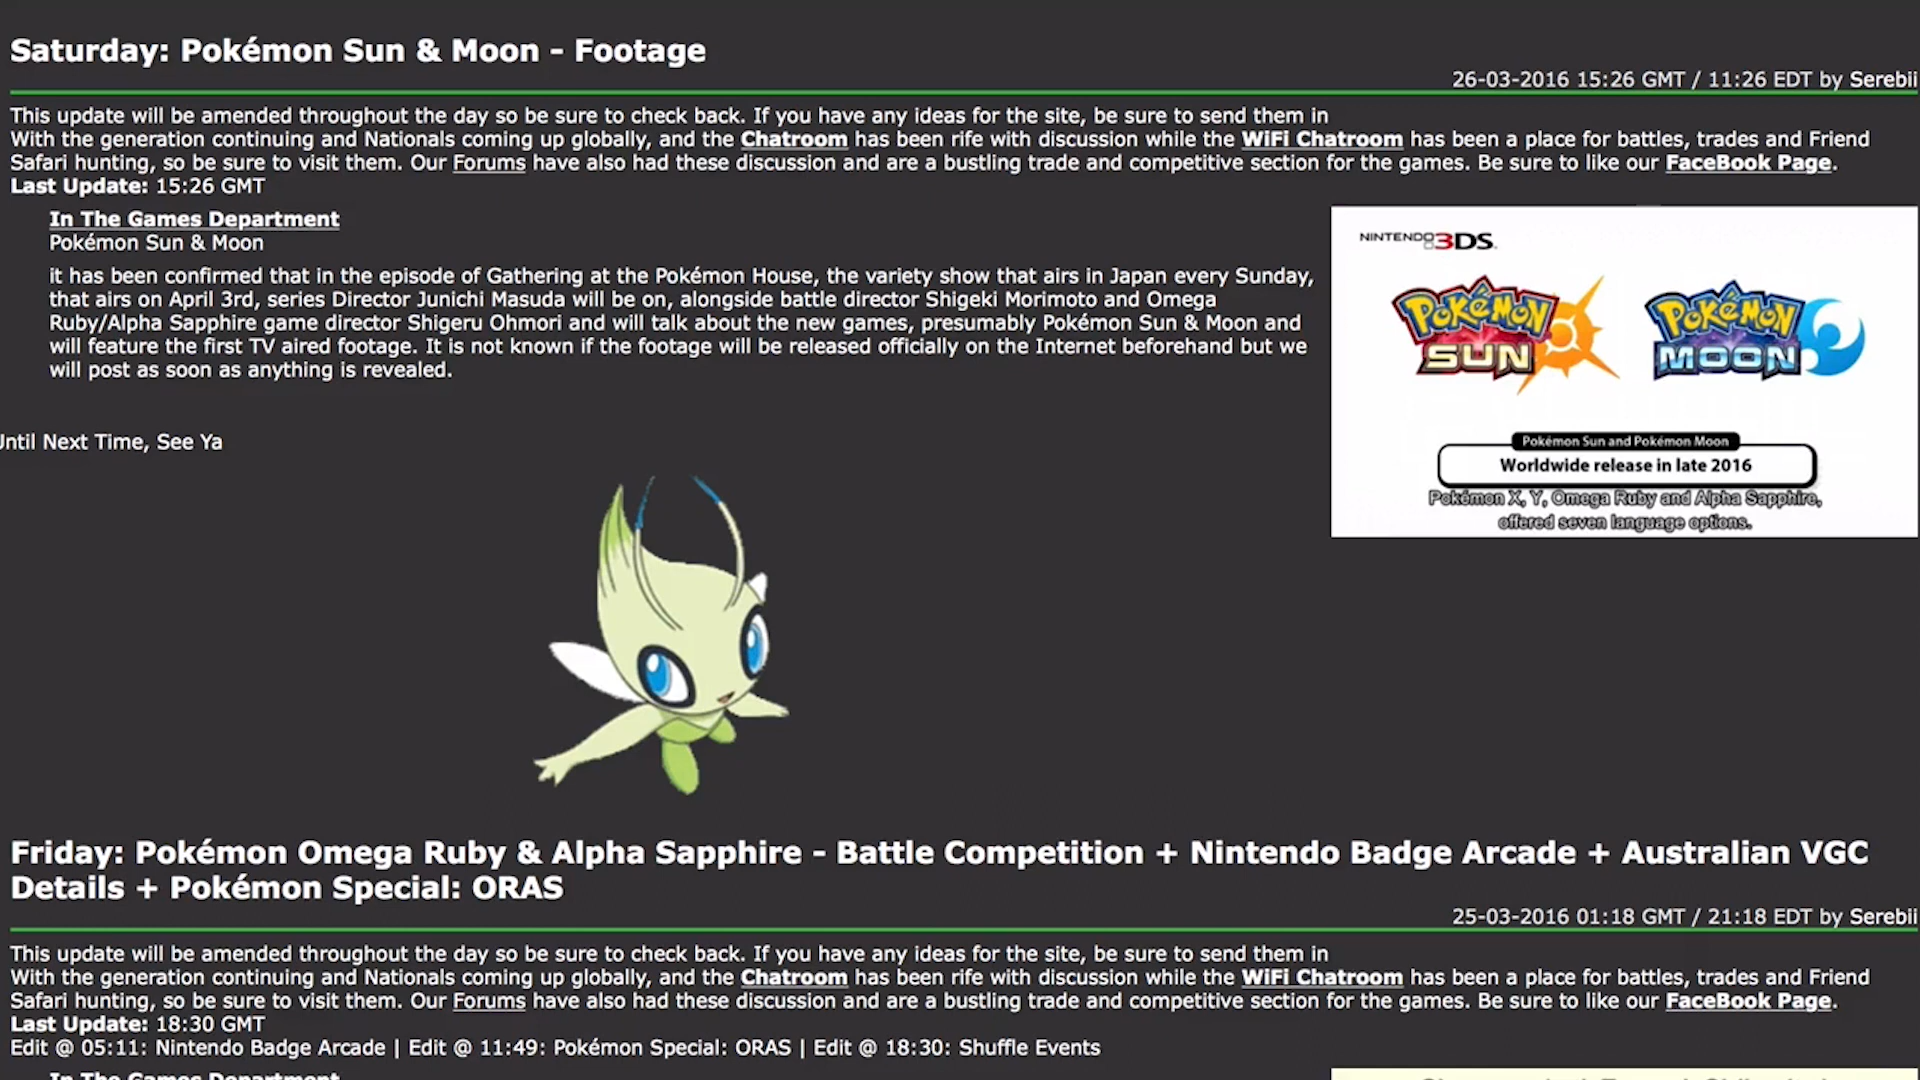 Saturday: Pokémon Sun & Moon - Footage
26-03-2016 15:26 GMT / 11:26 EDT by Serebii
This update will be amended throughout the day so be sure to check back. If you have any ideas for the site, be sure to send them in
With the generation continuing and Nationals coming up globally, and the Chatroom has been rife with discussion while the WiFi Chatroom has been a place for battles, trades and Friend
Safari hunting, so be sure to visit them. Our Forums have also had these discussion and are a bustling trade and competitive section for the games. Be sure to like our FaceBook Page.
Last Update: 15:26 GMT
In The Games Department
Pokémon Sun & Moon
it has been confirmed that in the episode of Gathering at the Pokémon House, the variety show that airs in Japan every Sunday,
that airs on April 3rd, series Director Junichi Masuda will be on, alongside battle director Shigeki Morimoto and Omega
Ruby/Alpha Sapphire game director Shigeru Ohmori and will talk about the new games, presumably Pokémon Sun & Moon and
will feature the first TV aired footage. It is not known if the footage will be released officially on the Internet beforehand but we
will post as soon as anything is revealed.
NINTENDO 3DS
POKéMON SUN
POKéMON MOON
Pokémon Sun and Pokémon Moon
Worldwide release in late 2016
Pokémon X, Y, Omega Ruby and Alpha Sapphire,
offered seven language options.
Until Next Time, See Ya
Friday: Pokémon Omega Ruby & Alpha Sapphire - Battle Competition + Nintendo Badge Arcade + Australian VGC
Details + Pokémon Special: ORAS
25-03-2016 01:18 GMT / 21:18 EDT by Serebii
This update will be amended throughout the day so be sure to check back. If you have any ideas for the site, be sure to send them in
With the generation continuing and Nationals coming up globally, and the Chatroom has been rife with discussion while the WiFi Chatroom has been a place for battles, trades and Friend
Safari hunting, so be sure to visit them. Our Forums have also had these discussion and are a bustling trade and competitive section for the games. Be sure to like our FaceBook Page.
Last Update: 18:30 GMT
Edit @ 05:11: Nintendo Badge Arcade | Edit @ 11:49: Pokémon Special: ORAS | Edit @ 18:30: Shuffle Events
In The Games Department